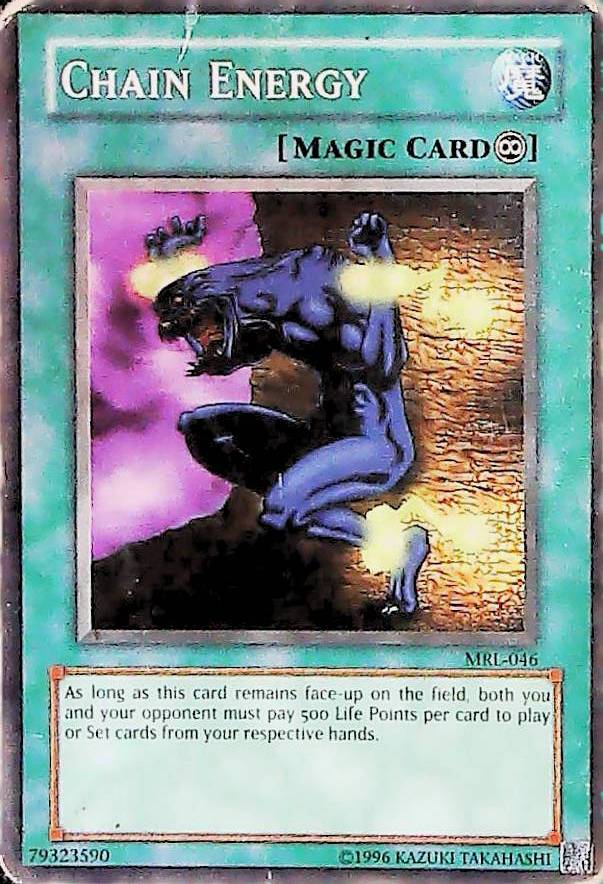 CHAIN ENERGY
[MAGIC CARD∞]
MRL-046
As long as this card remains face-up on the field, both you
and your opponent must pay 500 Life Points per card to play
or Set cards from your respective hands.
79323590 ©1996 KAZUKI TAKAHASHI